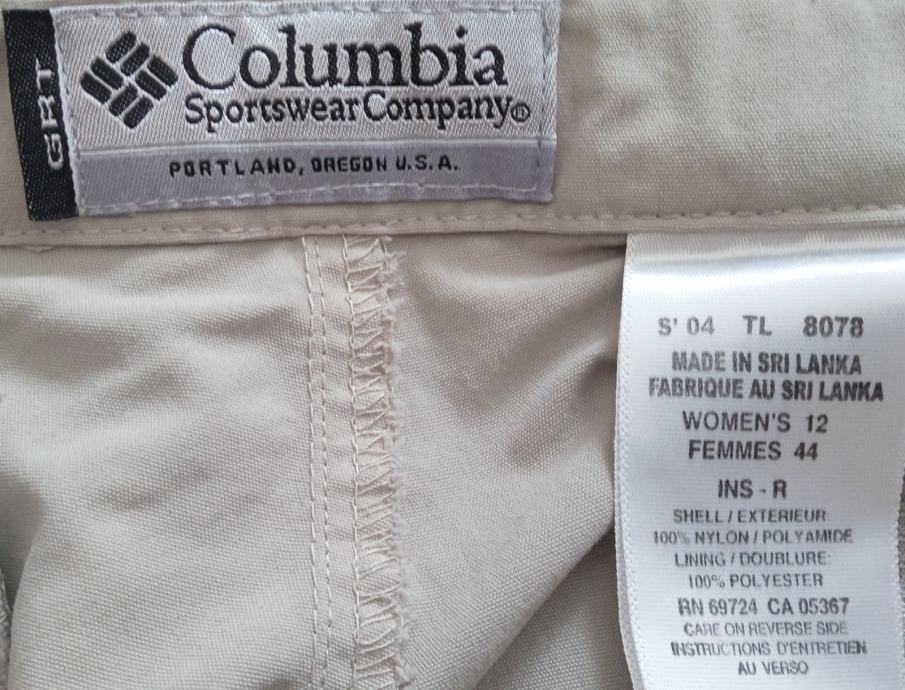 GRT
Columbia
Sportswear Company®
PORTLAND, OREGON U.S.A.
S' 04 TL 8078
MADE IN SRI LANKA
FABRIQUE AU SRI LANKA
WOMEN'S 12
FEMMES 44
INS - R
SHELL / EXTERIEUR:
100% NYLON / POLYAMIDE
LINING / DOUBLURE:
100% POLYESTER
RN 69724 CA 05367
CARE ON REVERSE SIDE
INSTRUCTIONS D'ENTRETIEN
AU VERSO